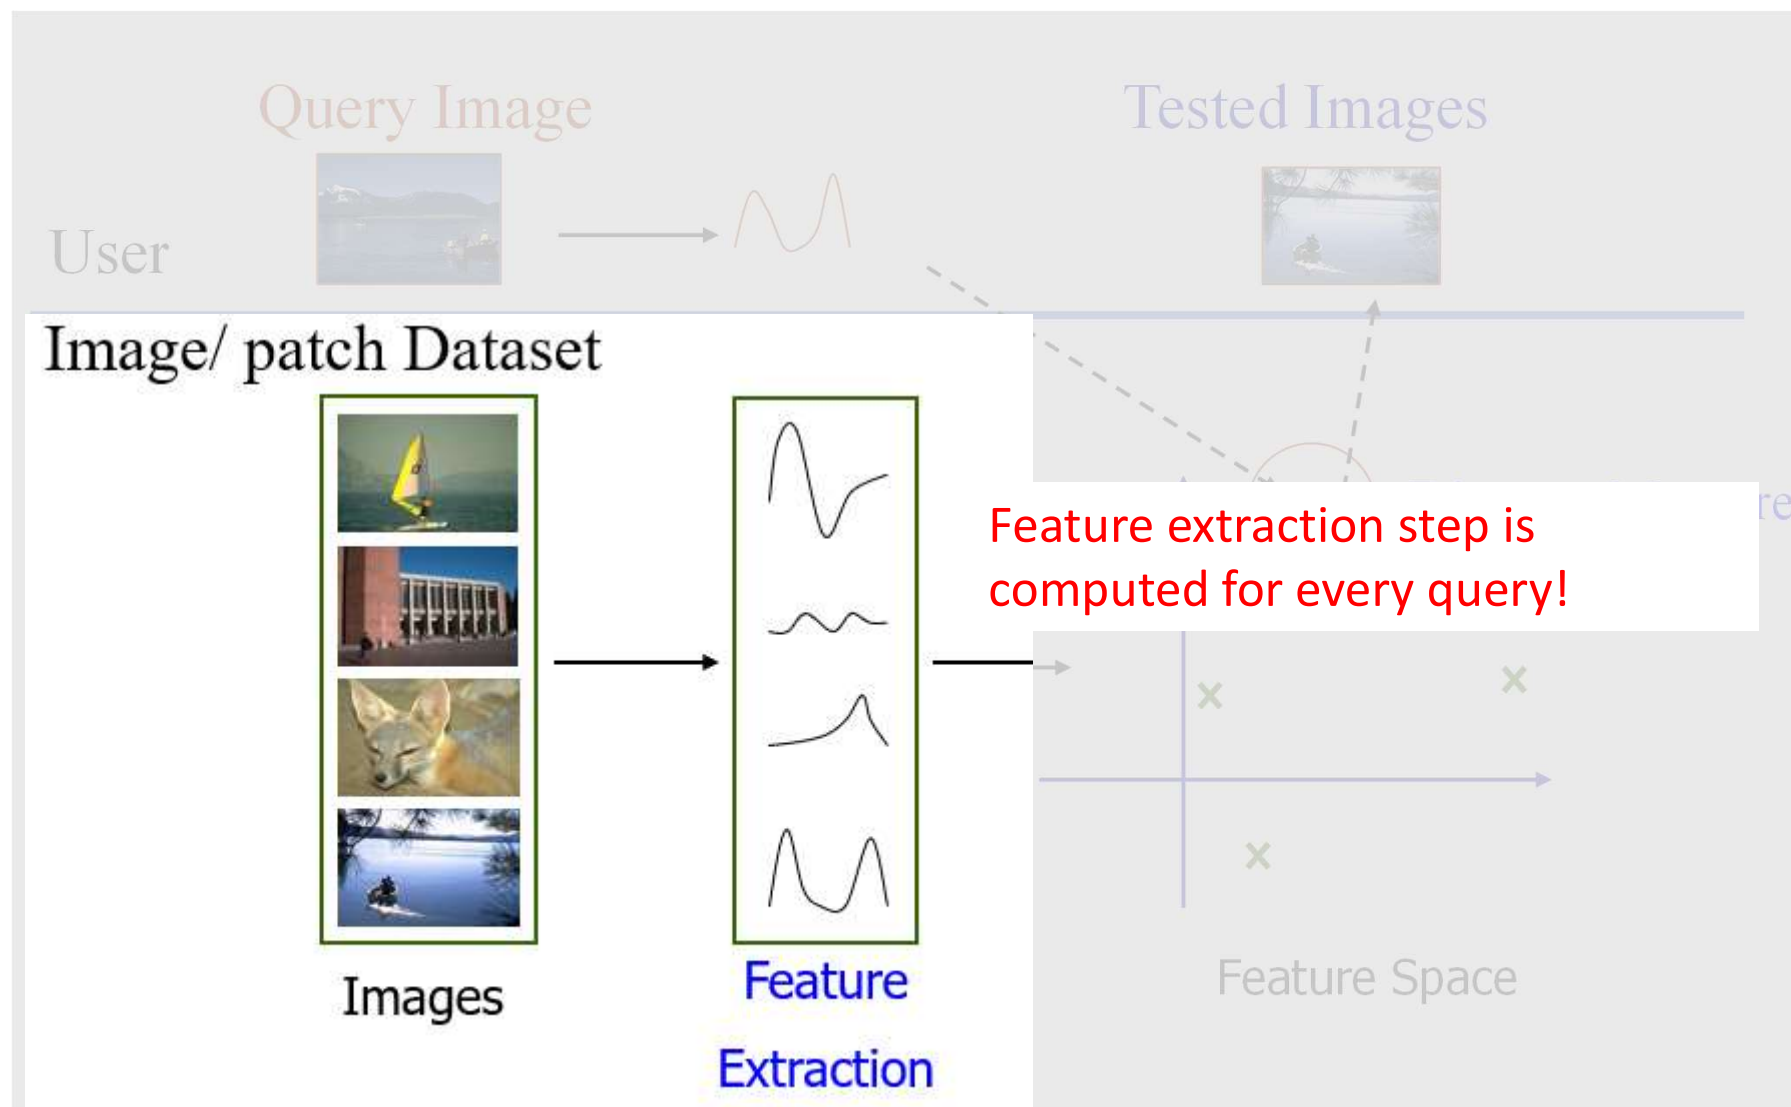 Query Image
Tested Images
User
Image/ patch Dataset
Feature extraction step is
computed for every query!
Images
Feature
Extraction
Feature Space